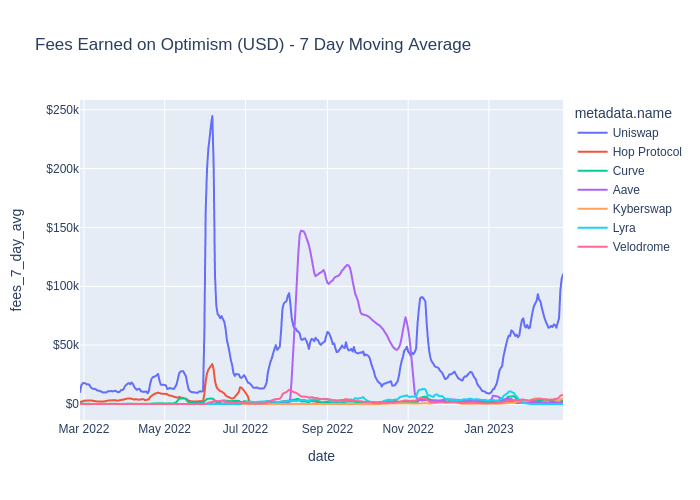 Fees Earned on Optimism (USD) - 7 Day Moving Average
metadata.name
Uniswap
Hop Protocol
Curve
Aave
Kyberswap
Lyra
Velodrome
fees_7_day_avg
$250k
$200k
$150k
$100k
$50k
$0
Mar 2022 May 2022 Jul 2022 Sep 2022 Nov 2022 Jan 2023
date